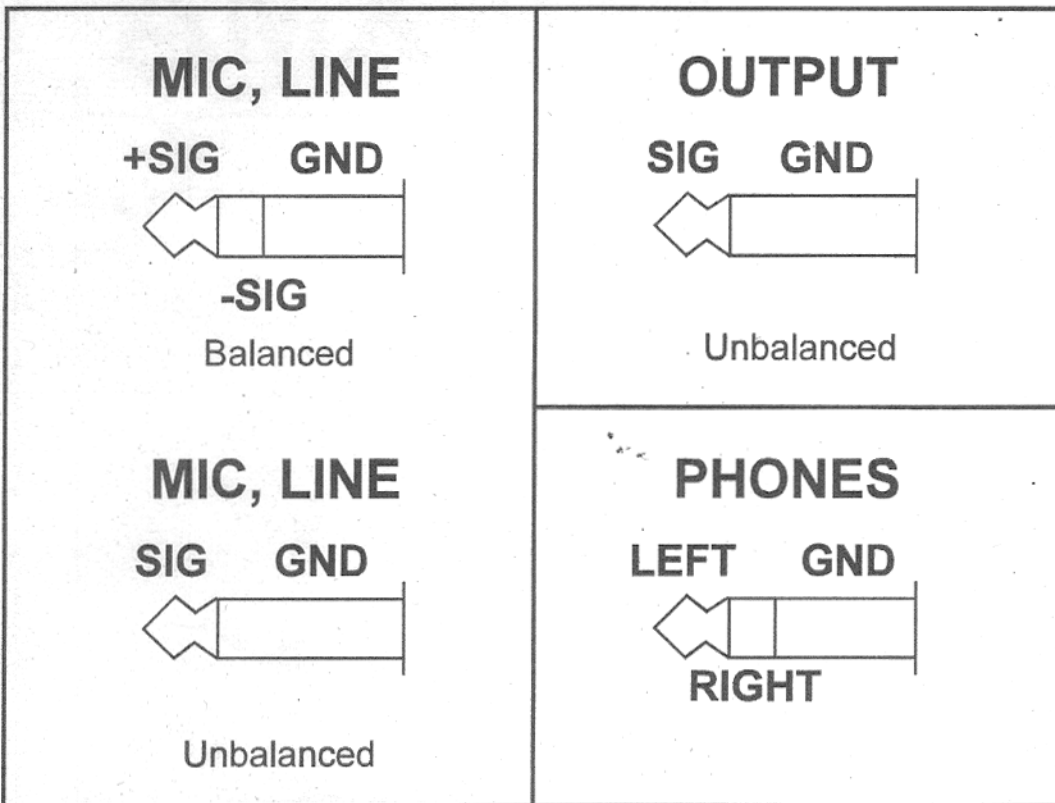 MIC, LINE
+SIG GND
-SIG
Balanced
MIC, LINE
SIG GND
Unbalanced
OUTPUT
SIG GND
Unbalanced
PHONES
LEFT GND
RIGHT